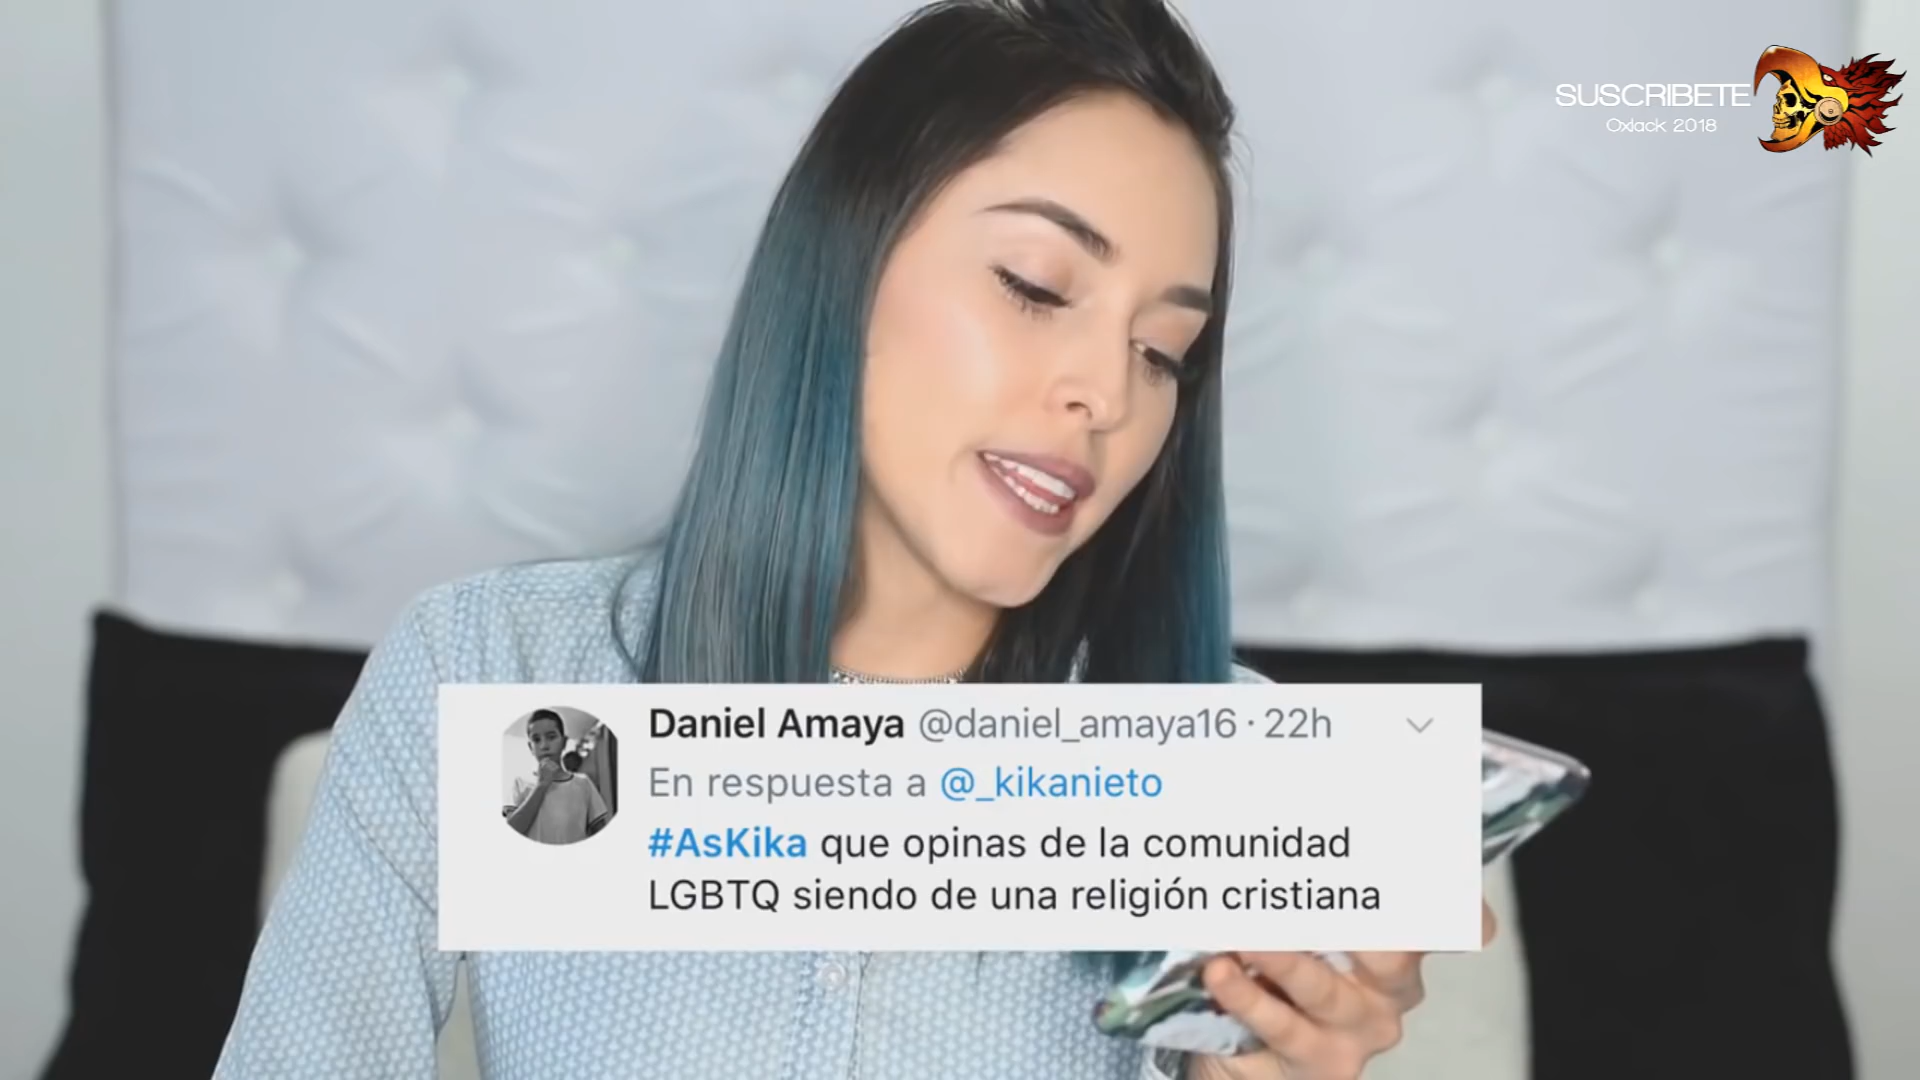 SUSCRIBETE
Oxlack 2018
Daniel Amaya @daniel_amaya16 · 22h
En respuesta a @_kikanieto
#AsKika que opinas de la comunidad
LGBTQ siendo de una religión cristiana